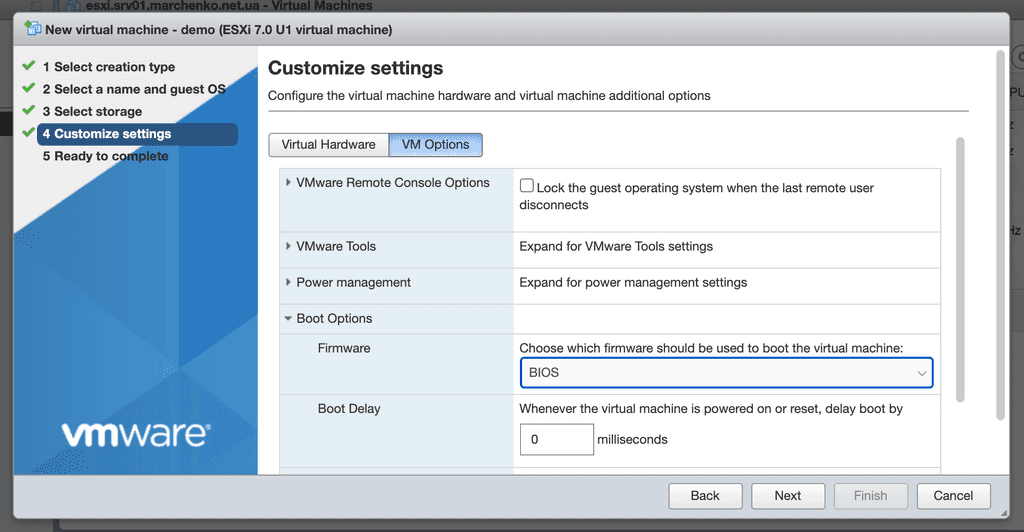 esxi.srv01.marchenko.net.ua - Virtual Machines
New virtual machine - demo (ESXi 7.0 U1 virtual machine)
1 Select creation type
2 Select a name and guest OS
3 Select storage
4 Customize settings
5 Ready to complete
vmware®
Customize settings
Configure the virtual machine hardware and virtual machine additional options
Virtual Hardware
VM Options
VMware Remote Console Options
Lock the guest operating system when the last remote user
disconnects
VMware Tools
Expand for VMware Tools settings
Power management
Expand for power management settings
Boot Options
Firmware
Choose which firmware should be used to boot the virtual machine:
BIOS
Boot Delay
Whenever the virtual machine is powered on or reset, delay boot by
0 milliseconds
Back
Next
Finish
Cancel